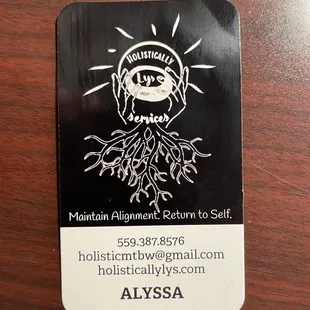 HOLISTICALLY
Lys
services
Maintain Alignment. Return to Self.
559.387.8576
holisticmtbw@gmail.com
holisticallylys.com
ALYSSA